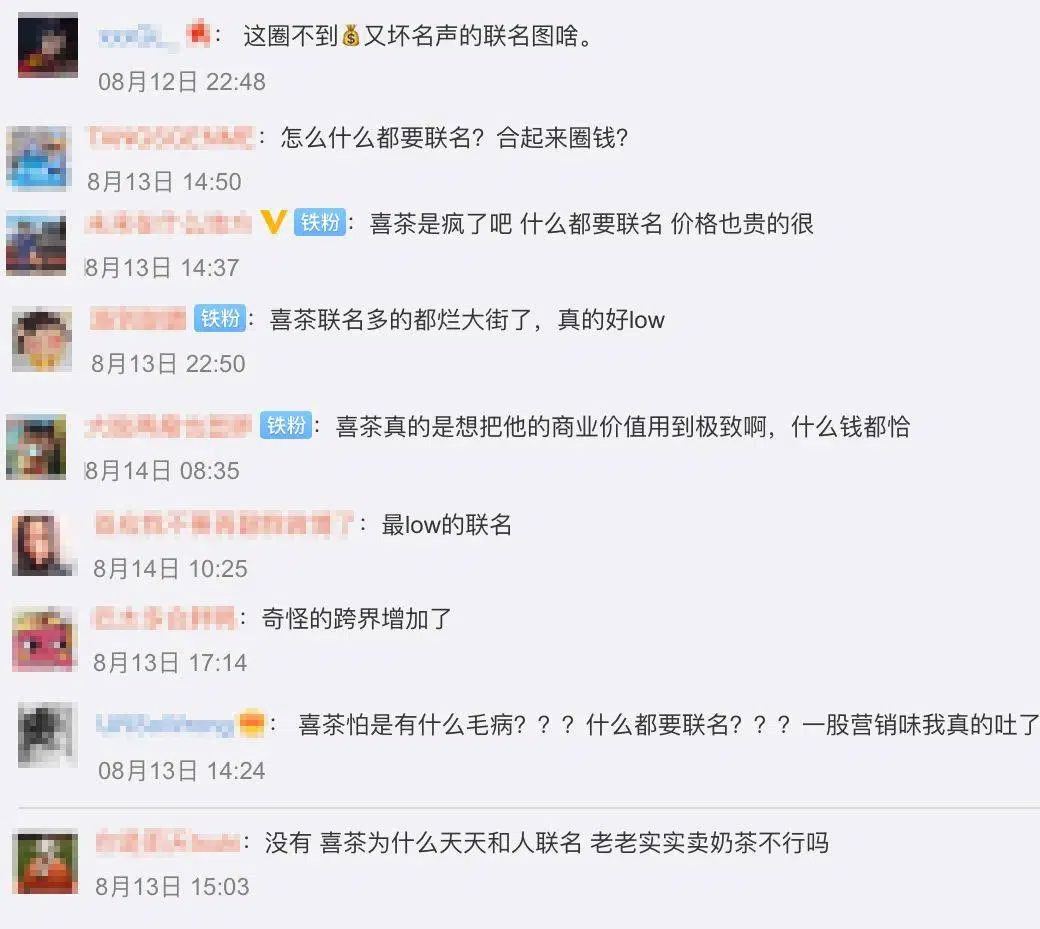 ： 这圈不到💰又坏名声的联名图啥。
08月12日 22:48
： 怎么什么都要联名？合起来圈钱？
8月13日 14:50
铁粉： 喜茶是疯了吧 什么都要联名 价格也贵的很
8月13日 14:37
铁粉： 喜茶联名多的都烂大街了，真的好low
8月13日 22:50
铁粉： 喜茶真的是想把他的商业价值用到极致啊，什么钱都恰
8月14日 08:35
： 最low的联名
8月14日 10:25
： 奇怪的跨界增加了
8月13日 17:14
： 喜茶怕是有什么毛病？？？什么都要联名？？？一股营销味我真的吐了
08月13日 14:24
： 没有 喜茶为什么天天和人联名 老老实实卖奶茶不行吗
8月13日 15:03